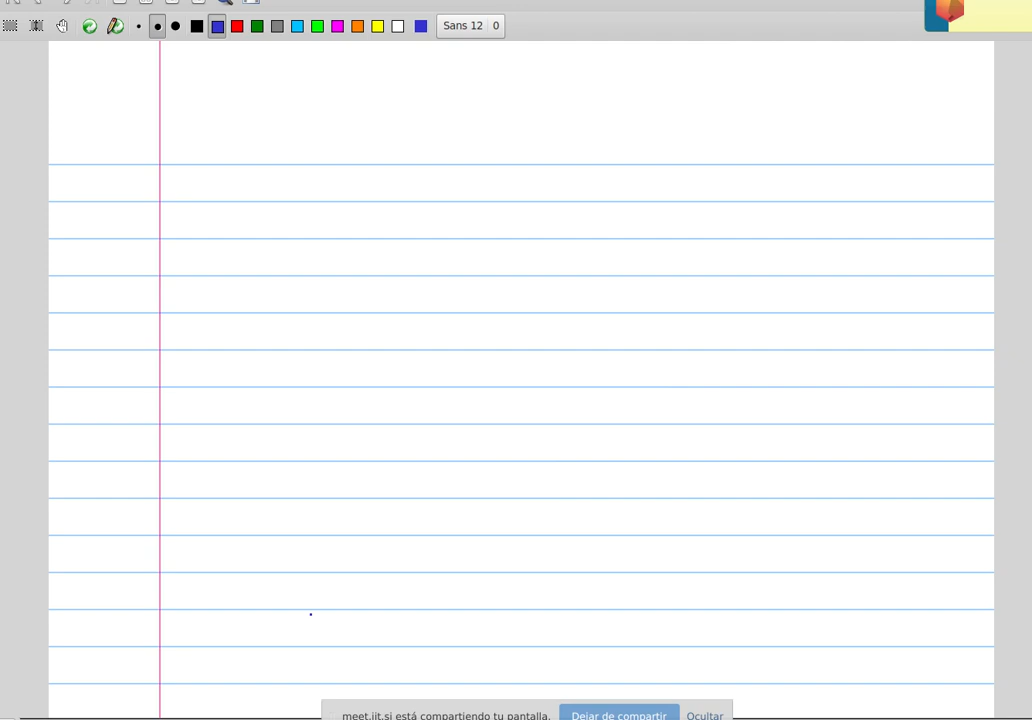 Sans 12 0
meet.jit.si está compartiendo tu pantalla. Dejar de compartir Ocultar